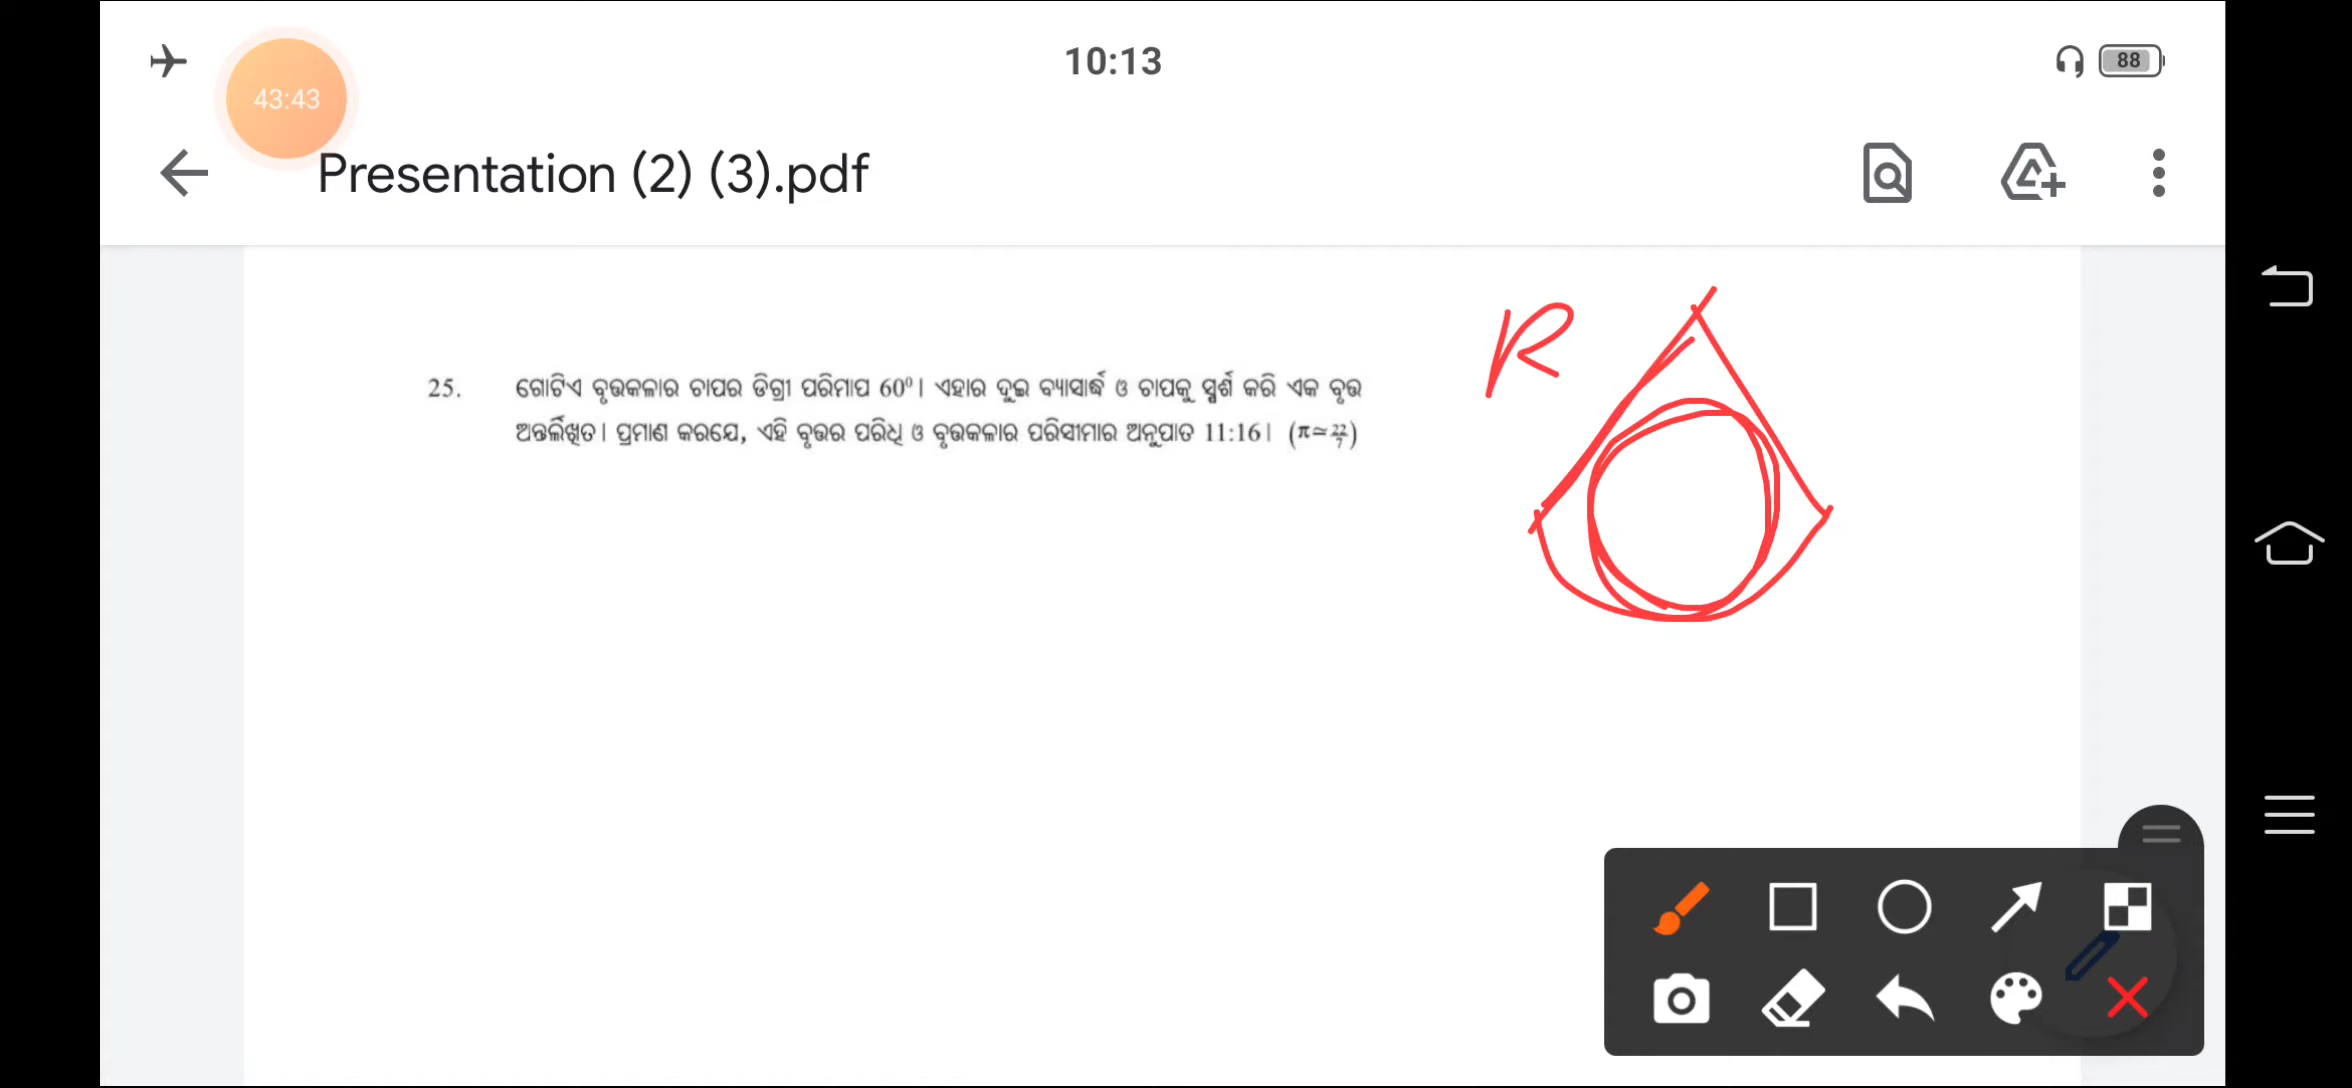 10:13
88
43:43
Presentation (2) (3).pdf
R
25. ଗୋଟିଏ ବୃତ୍ତକଳାର ଚାପର ଡିଗ୍ରୀ ପରିମାପ 60⁰। ଏହାର ଦୁଇ ବ୍ୟାସାର୍ଦ୍ଧ ଓ ଚାପକୁ ସ୍ପର୍ଶ କରି ଏକ ବୃତ୍ତ
ଅନ୍ତର୍ଲିଖିତ। ପ୍ରମାଣ କରଯେ, ଏହି ବୃତ୍ତର ପରିଧି ଓ ବୃତ୍ତକଳାର ପରିସୀମାର ଅନୁପାତ 11:16। (π≃22/7)